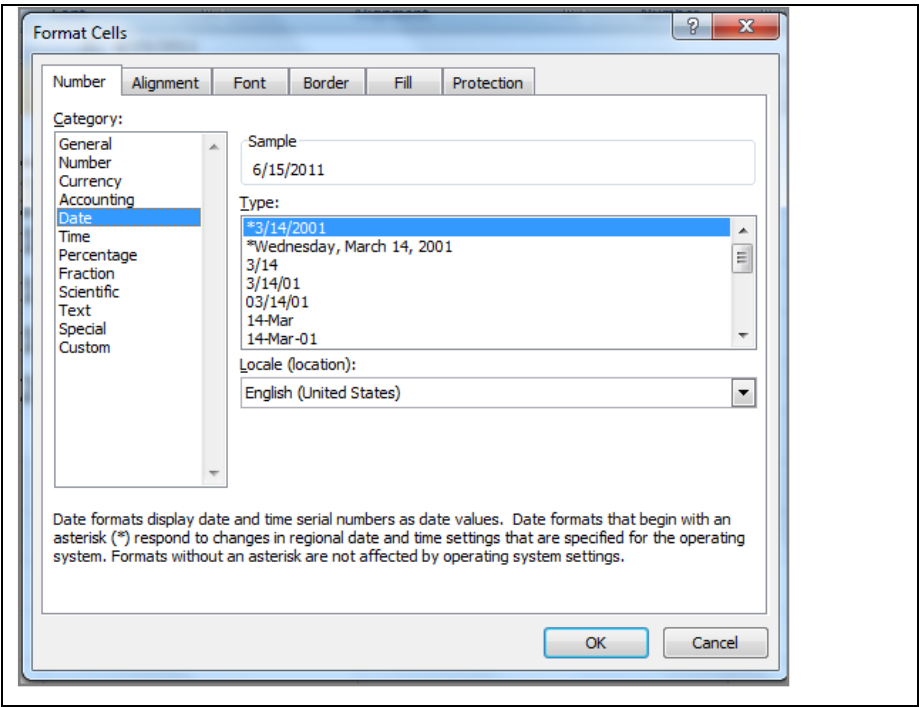 Format Cells
Number Alignment Font Border Fill Protection
Category:
General
Number
Currency
Accounting
Date
Time
Percentage
Fraction
Scientific
Text
Special
Custom
Sample
6/15/2011
Type:
*3/14/2001
*Wednesday, March 14, 2001
3/14
3/14/01
03/14/01
14-Mar
14-Mar-01
Locale (location):
English (United States)
Date formats display date and time serial numbers as date values.  Date formats that begin with an
asterisk (*) respond to changes in regional date and time settings that are specified for the operating
system. Formats without an asterisk are not affected by operating system settings.
OK Cancel